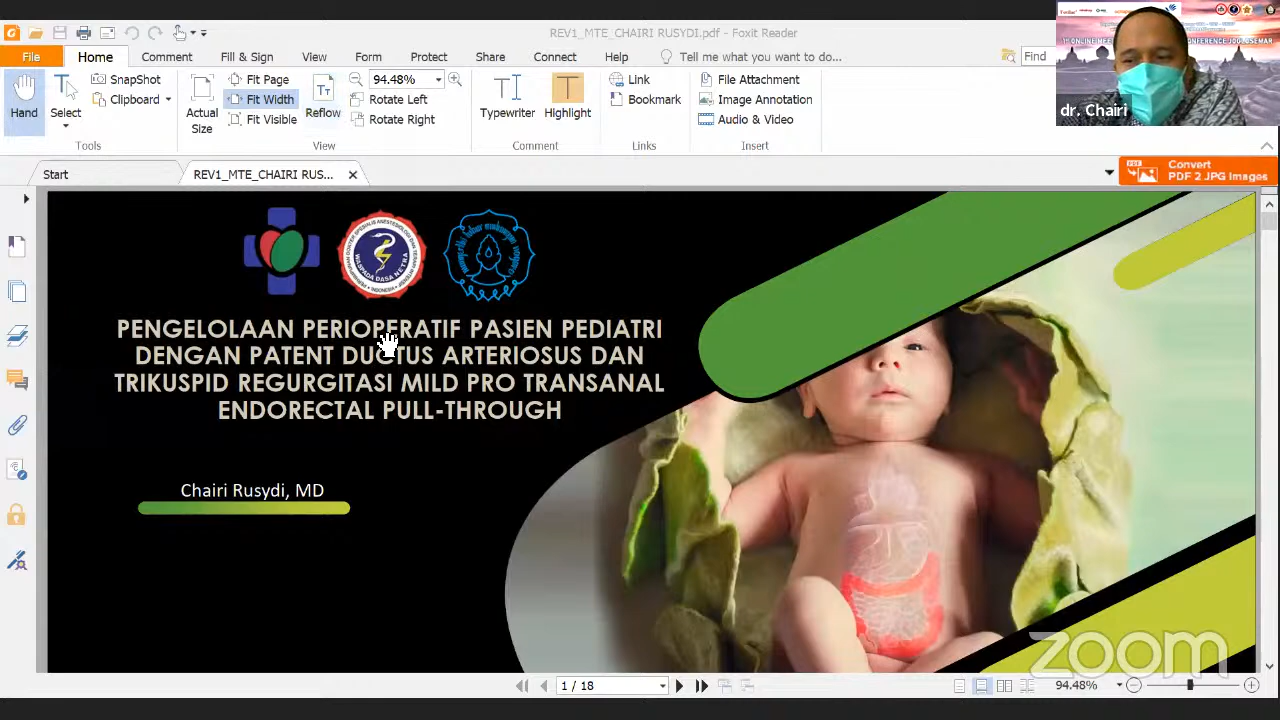 REV1_MTE_CHAIRI RUSYDI.pdf - Foxit Reader
File Home Comment Fill & Sign View Form Protect Share Connect Help Tell me what you want to do... Find
Hand
Select
SnapShot
Clipboard
Tools
Actual Size
Fit Page
Fit Width
Fit Visible
Reflow
94.48%
Rotate Left
Rotate Right
View
Typewriter
Highlight
Comment
Link
Bookmark
Links
File Attachment
Image Annotation
Audio & Video
Insert
dr. Chairi
Start
REV1_MTE_CHAIRI RUS...
Convert
PDF 2 JPG Images
PENGELOLAAN PERIOPERATIF PASIEN PEDIATRI
DENGAN PATENT DUCTUS ARTERIOSUS DAN
TRIKUSPID REGURGITASI MILD PRO TRANSANAL
ENDORECTAL PULL-THROUGH
Chairi Rusydi, MD
zoom
1 / 18
94.48%